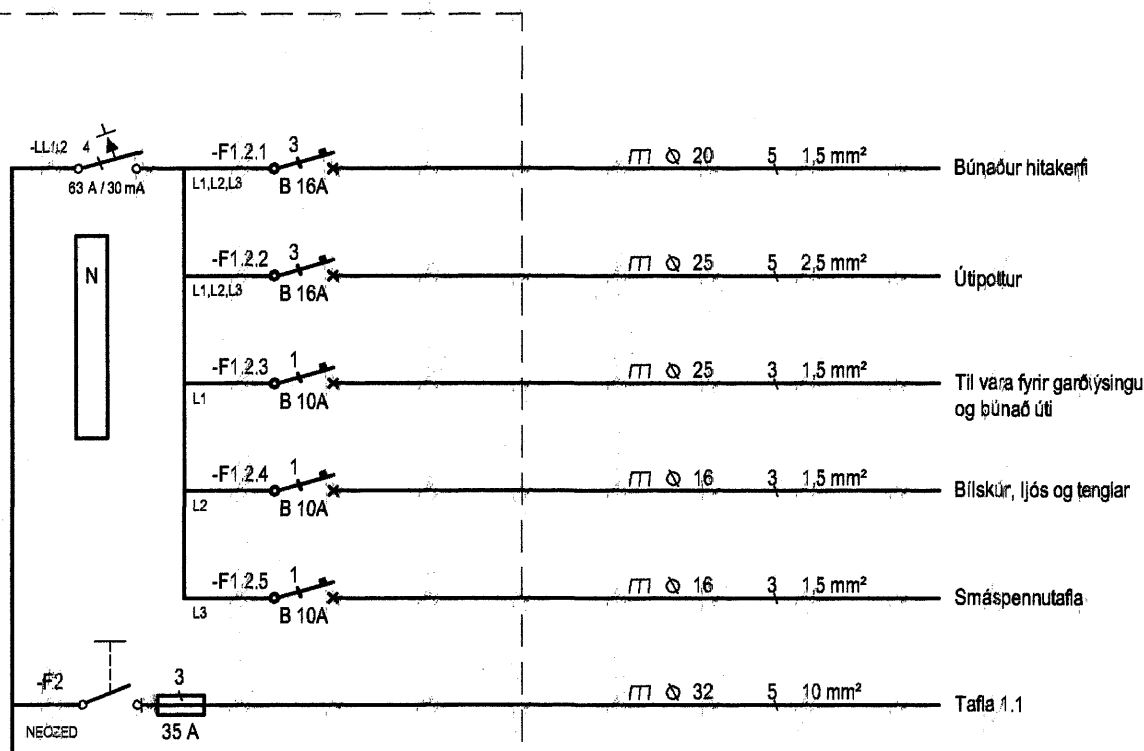 -LL1.2 4
63 A / 30 mA
-F1.2.1 3
L1,L2,L3 B 16A
20 5 1,5 mm²
Búnaður hitakerfi
N
-F1.2.2 3
L1,L2,L3 B 16A
25 5 2,5 mm²
Útipottur
-F1.2.3 1
L1 B 10A
25 3 1,5 mm²
Til vara fyrir garðlýsingu
og búnað úti
-F1.2.4 1
L2 B 10A
16 3 1,5 mm²
Bílskúr, ljós og tenglar
-F1.2.5 1
L3 B 10A
16 3 1,5 mm²
Smáspennutafla
-F2 3
NEOZED 35 A
32 5 10 mm²
Tafla 1.1